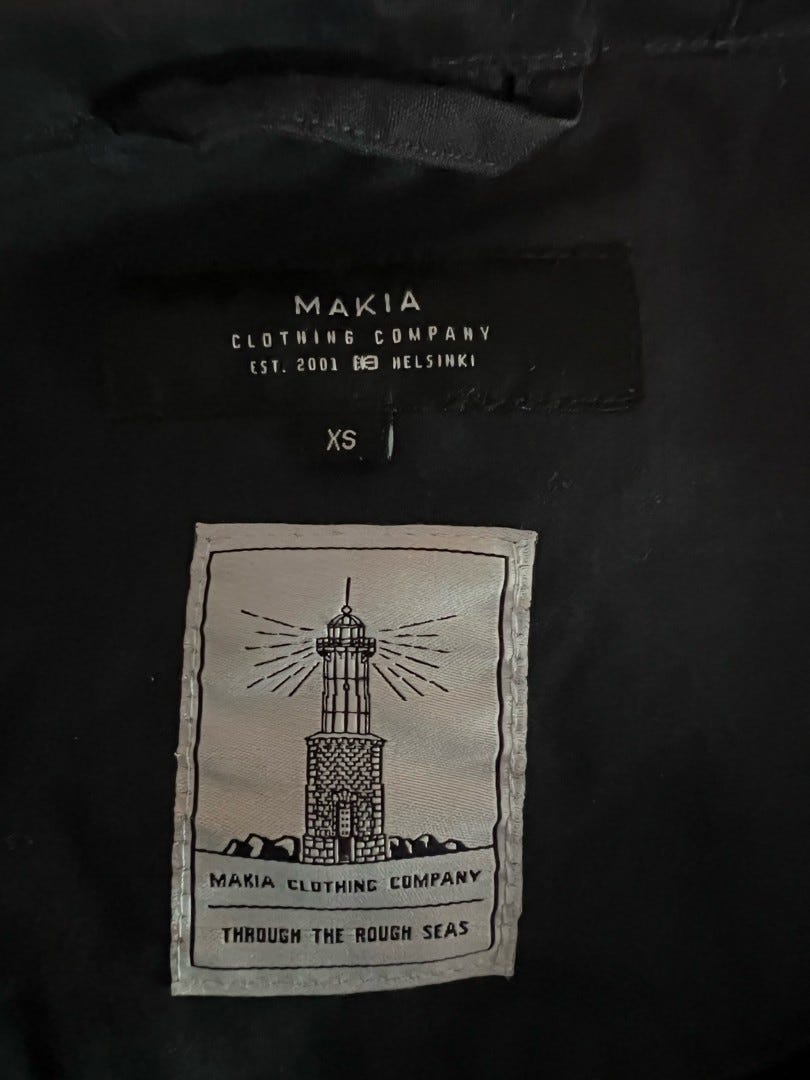 MAKIA
CLOTHING COMPANY
EST. 2001 HELSINKI
XS
MAKIA CLOTHING COMPANY
THROUGH THE ROUGH SEAS